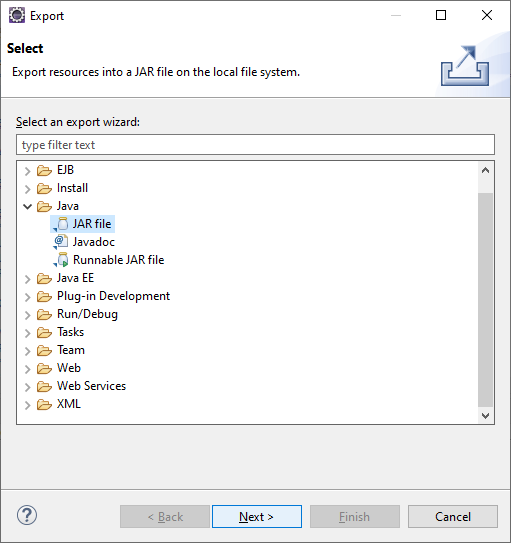 Export
Select
Export resources into a JAR file on the local file system.
Select an export wizard:
type filter text
EJB
Install
Java
JAR file
Javadoc
Runnable JAR file
Java EE
Plug-in Development
Run/Debug
Tasks
Team
Web
Web Services
XML
? < Back Next > Finish Cancel